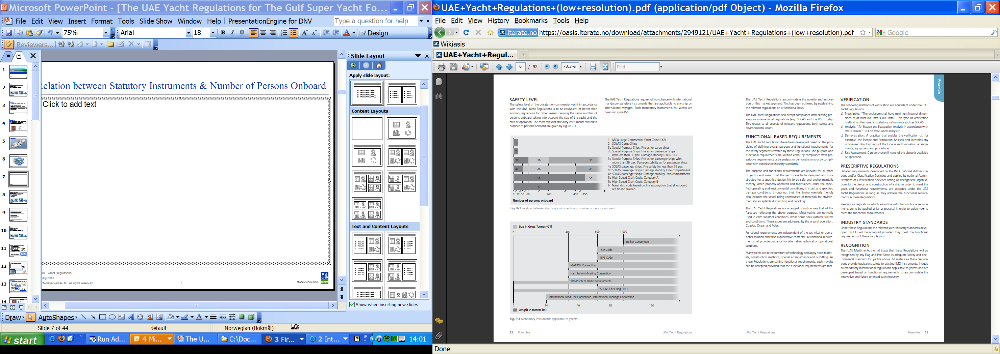 Microsoft PowerPoint - [The UAE Yacht Regulations for The Gulf Super Yacht Fo...
File Edit View Insert Format Tools Slide Show Window Help PresentationEngine for DNV
Type a question for help
75%
Arial
18
B I U
Design
Reviewers...
1
2
3
4
5
6
7
8
9
10
11
12
13
14
elation between Statutory Instruments & Number of Persons Onboard
Click to add text
UAE Yacht Regulations
uary 2010
t Norske Veritas AS. All rights reserved.
7
MANAGING RISK
DNV
Slide Layout
Apply slide layout:
Content Layouts
Text and Content Layouts
Show when inserting new slides
Draw
AutoShapes
Slide 7 of 44
default
Norwegian (Bokmål)
start
Run Ad...
4 Mi...
The U...
C:\Doc...
3 Fir...
2 Int...
14:01
UAE+Yacht+Regulations+(low+resolution).pdf (application/pdf Object) - Mozilla Firefox
File Edit View History Bookmarks Tools Help
iterate.no
https://oasis.iterate.no/download/attachments/2949121/UAE+Yacht+Regulations+(low+resolution).pdf
Google
Wikiasis
UAE+Yacht+Regul...
6 / 92
73.3%
Find
Preamble
SAFETY LEVEL
The safety level of the private non-commercial yacht in accordance
with the UAE Yacht Regulations is to be equivalent or better than
existing regulations for other vessels carrying the same number of
persons onboard taking into account the size of the yacht and the
area of operation. The most relevant statutory instruments related to
number of persons onboard are given by Figure P-3.
The UAE Yacht Regulations require full compliance with international
mandatory statutory instruments that are applicable to any ship on
international voyages. Such mandatory instruments for yachts are
given in Figure P-4.
1
2
3a 3b 3c
4a 4b 4c
5a 5b
6
0 12 36 60 240 400 450
Number of persons onboard
1 MCA Large Commercial Yacht Code (LY2)
2 SOLAS Cargo Ships
3a Special Purpose Ships: Fire as for cargo ships
3b Special Purpose Ships: Fire as for passenger ships
with less than 36 pax. Damage stability 0.8 R-10 R
3c Special Purpose Ships: Fire as for passenger ships with
more than 36 pax. Damage stability as for passenger ships
4a SOLAS passenger ships: Fire safety for less than 36 pax.
4b SOLAS passenger ships: Damage stability, One compartment
4c SOLAS passenger ships: Damage stability, Two compartment
5a High Speed Craft Code: Category A
5b High Speed Craft Code: Category B
6 Naval ship code based on the assumption that all onboard
are fit and trained
Fig. P-3 Relation between statutory instruments and number of persons onboard.
Size in Gross Tonnes (GT)
0 400 500 1,000
Bunker Convention
ISM Code
ISPS Code
MARPOL Convention
Harmful Anti-Fouling Convention
SOLAS Ch IV, Radio Requirements
SOLAS Ch V, Reg. 19.1
International Load Line Convention, International Tonnage Convention
0 24 40 85 120
Length in meters (m)
Fig. P-4 Mandatory instruments applicable to yachts.
12 Preamble
UAE Yacht Regulations
The UAE Yacht Regulations accommodate the novelty and innova-
tion of this market segment. This has been achieved by establishing
the relevant regulations on a functional basis.
The UAE Yacht Regulations also accept compliance with existing pre-
scriptive international regulations (e.g. SOLAS and the HSC Code).
This relates to all aspects of relevant regulations, both safety and
environmental issues.
FUNCTIONAL-BASED REQUIREMENTS
The UAE Yacht Regulations have been developed based on the prin-
ciples of defining overall purpose and functional requirements for
the safety segments covered by these Regulations. The purpose and
functional requirements are verified either by compliance with pre-
scriptive requirements or by analysis or demonstrations or by compli-
ance with established industry standards.
The purpose and functional requirements are relevant for all types
of yachts and mean that the yachts are to be designed and con-
structed for a specified design life to be safe and environmentally
friendly, when properly operated and maintained under the speci-
fied operating and environmental conditions, in intact and specified
damage conditions, throughout their life. Environmentally friendly
also includes the vessel being constructed of materials for environ-
mentally acceptable dismantling and recycling.
The UAE Yacht Regulations are arranged in such a way that all the
Parts are reflecting the above purpose. Most yachts are normally
used in calm weather conditions, while some seek extreme waters
and conditions. These issues are addressed by the area of operation:
Coastal, Ocean and Polar.
Functional requirements are independent of the technical or opera-
tional solution and have a qualitative character. A functional require-
ment shall provide guidance for alternative technical or operational
solutions.
Many yachts are in the forefront of technology and apply novel materi-
als, construction methods, special arrangements and outfitting. As
these Regulations are setting functional requirements, such novelty
can be accepted provided that the functional requirements are met.
VERIFICATION
The following methods of verification are equivalent under the UAE
Yacht Regulations:
a) Prescriptive: "The enclosure shall have minimum internal dimen-
sions of at least 800 mm x 800 mm". This type of verification
method is often used in statutory instruments such as SOLAS.
b) Analysis: "An Escape and Evacuation Analysis in accordance with
IMO Circular 1033 on evacuation analysis".
c) Demonstration: A practical trial enables the verification of, for
example, the Escape and Evacuation Analysis and identifies any
unforeseen shortcomings of the Escape and Evacuation arrange-
ments, equipment and procedures.
d) Risk Assessment: Can be chosen if none of the above is available
or applicable.
PRESCRIPTIVE REGULATIONS
Detailed requirements developed by the IMO, national Administra-
tions and/or Classification Societies and applied by national Admin-
istrations or Classification Societies acting as Recognised Organisa-
tions to the design and construction of a ship in order to meet the
goals and functional requirements, are accepted under the UAE
Yacht Regulations as long as they address the functional require-
ments in these Regulations.
Prescriptive regulations which are in line with the functional require-
ments are to be applied as far as practical in order to guide how to
meet the functional requirements.
INDUSTRY STANDARDS
Under these Regulations the relevant yacht industry standards devel-
oped by ISO will be accepted provided they meet the functional
requirements of these Regulations.
RECOGNITION
The [UAE Maritime Authority] trusts that these Regulations will be
recognised by any Flag and Port State as adequate safety and envi-
ronmental standard for yachts above 24 meters as these Regula-
tions provide equivalent safety to existing IMO instruments, include
all mandatory international regulations applicable to yachts and are
developed based on functional requirements to accommodate the
innovative and future oriented yacht industry.
UAE Yacht Regulations
Preamble 13
Done